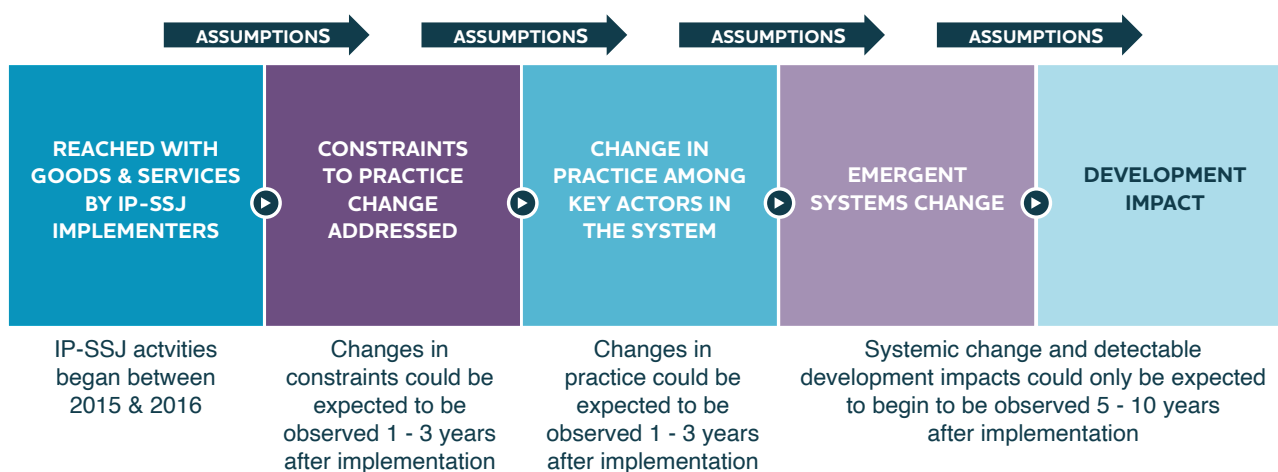 ASSUMPTIONS
ASSUMPTIONS
ASSUMPTIONS
ASSUMPTIONS
REACHED WITH
GOODS & SERVICES
BY IP-SSJ
IMPLEMENTERS
CONSTRAINTS
TO PRACTICE
CHANGE
ADDRESSED
CHANGE IN
PRACTICE AMONG
KEY ACTORS IN
THE SYSTEM
EMERGENT
SYSTEMS CHANGE
DEVELOPMENT
IMPACT
IP-SSJ actvities
began between
2015 & 2016
Changes in
constraints could be
expected to be
observed 1 - 3 years
after implementation
Changes in
practice could be
expected to be
observed 1 - 3 years
after implementation
Systemic change and detectable
development impacts could only be expected
to begin to be observed 5 - 10 years
after implementation